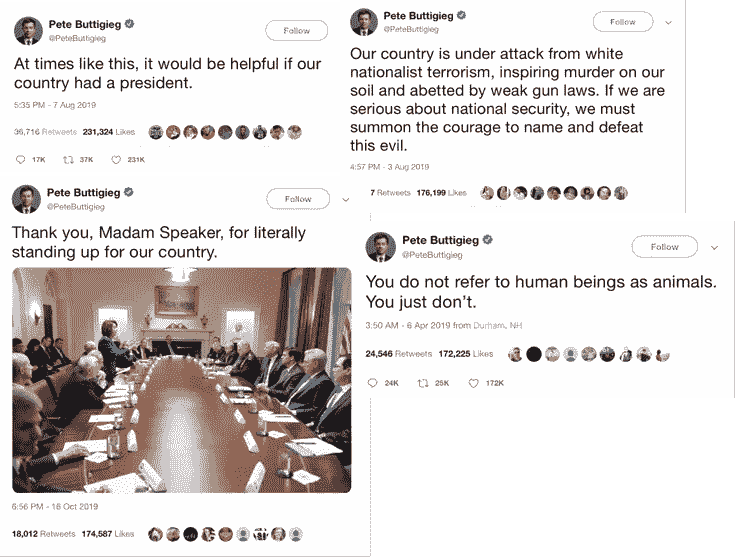 Pete Buttigieg
@PeteButtigieg
Follow
At times like this, it would be helpful if our
country had a president.
5:35 PM - 7 Aug 2019
36,716 Retweets 231,324 Likes
17K 37K 231K
Pete Buttigieg
@PeteButtigieg
Follow
Our country is under attack from white
nationalist terrorism, inspiring murder on our
soil and abetted by weak gun laws. If we are
serious about national security, we must
summon the courage to name and defeat
this evil.
4:57 PM - 3 Aug 2019
7 Retweets 176,199 Likes
Pete Buttigieg
@PeteButtigieg
Follow
Thank you, Madam Speaker, for literally
standing up for our country.
6:56 PM - 16 Oct 2019
18,012 Retweets 174,587 Likes
Pete Buttigieg
@PeteButtigieg
Follow
You do not refer to human beings as animals.
You just don't.
3:50 AM - 6 Apr 2019 from Durham, NH
24,546 Retweets 172,225 Likes
24K 25K 172K